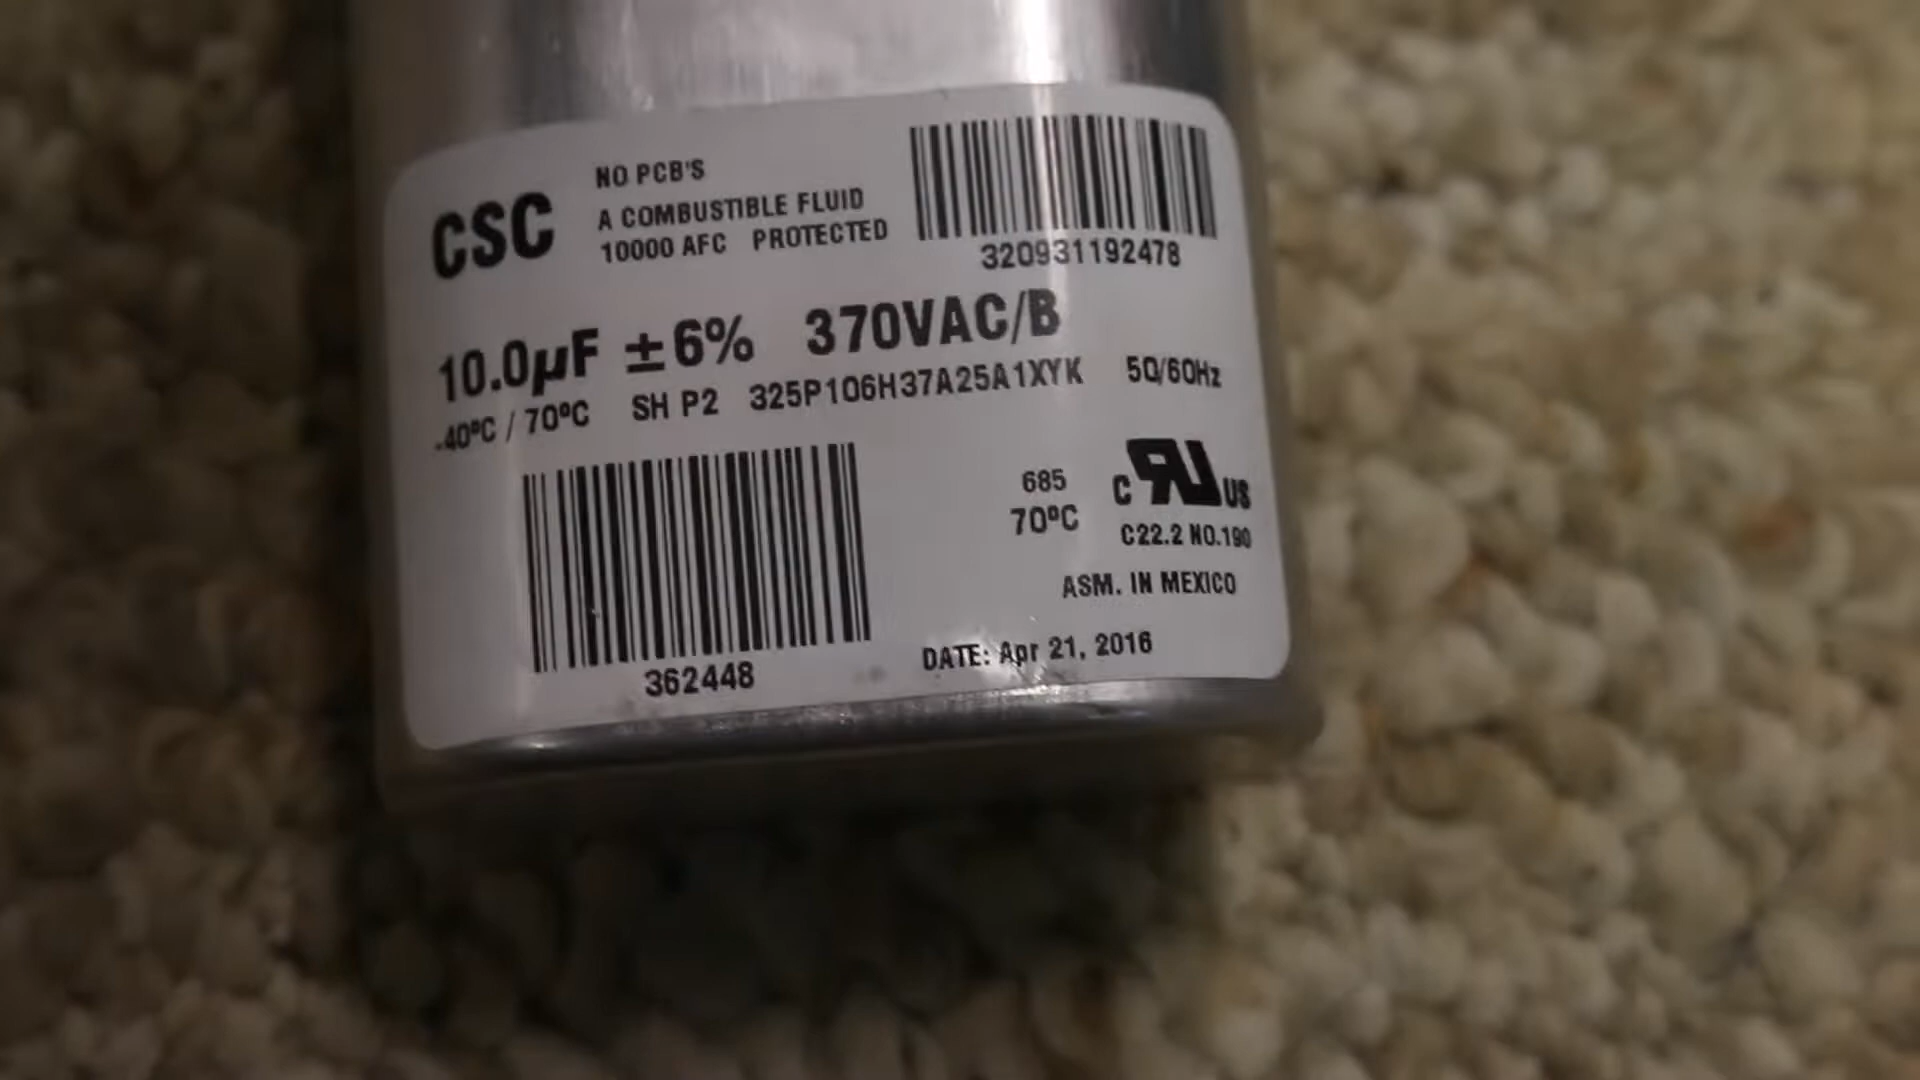 CSC
NO PCB'S
A COMBUSTIBLE FLUID
10000 AFC PROTECTED
320931192478
10.0µF ±6% 370VAC/B
-40ºC / 70ºC SH P2 325P106H37A25A1XYK 50/60Hz
685
70ºC
C RU US
C22.2 NO.190
ASM. IN MEXICO
DATE: Apr 21, 2016
362448